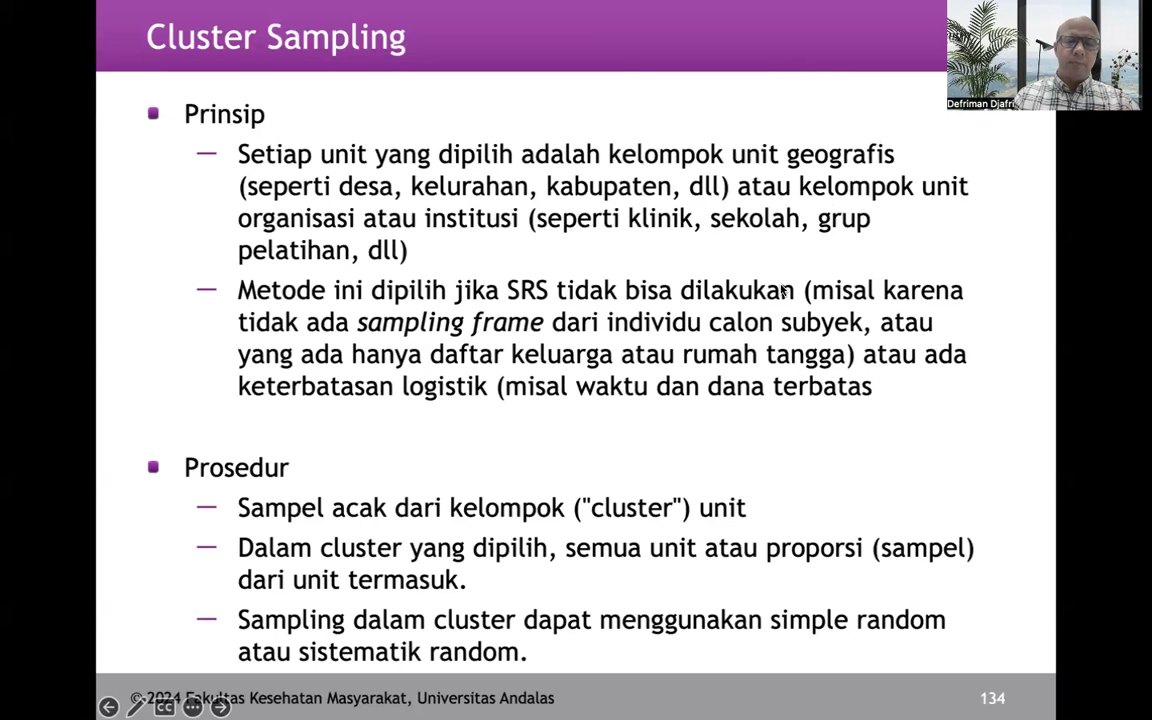 Cluster Sampling
Defriman Djafri
Prinsip
— Setiap unit yang dipilih adalah kelompok unit geografis
(seperti desa, kelurahan, kabupaten, dll) atau kelompok unit
organisasi atau institusi (seperti klinik, sekolah, grup
pelatihan, dll)
— Metode ini dipilih jika SRS tidak bisa dilakukan (misal karena
tidak ada sampling frame dari individu calon subyek, atau
yang ada hanya daftar keluarga atau rumah tangga) atau ada
keterbatasan logistik (misal waktu dan dana terbatas
Prosedur
— Sampel acak dari kelompok ("cluster") unit
— Dalam cluster yang dipilih, semua unit atau proporsi (sampel)
dari unit termasuk.
— Sampling dalam cluster dapat menggunakan simple random
atau sistematik random.
©2024 Fakultas Kesehatan Masyarakat, Universitas Andalas
134
CC